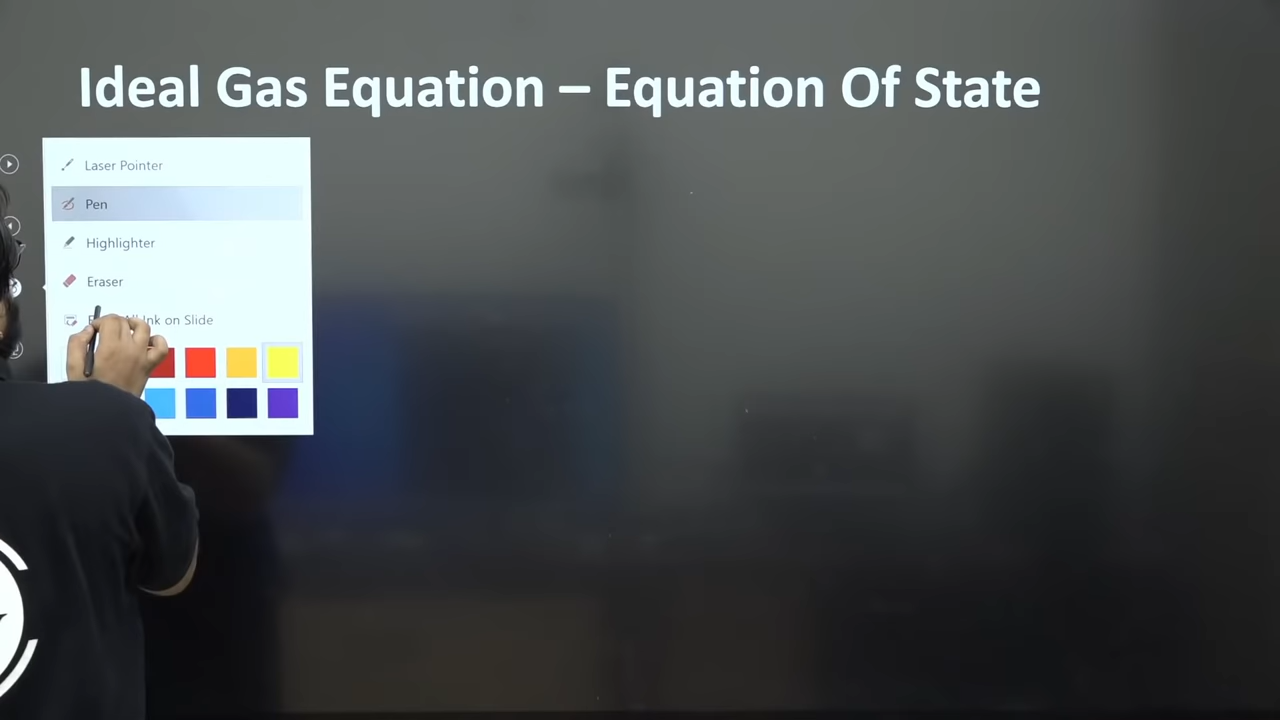 Ideal Gas Equation – Equation Of State
Laser Pointer
Pen
Highlighter
Eraser
Ink on Slide